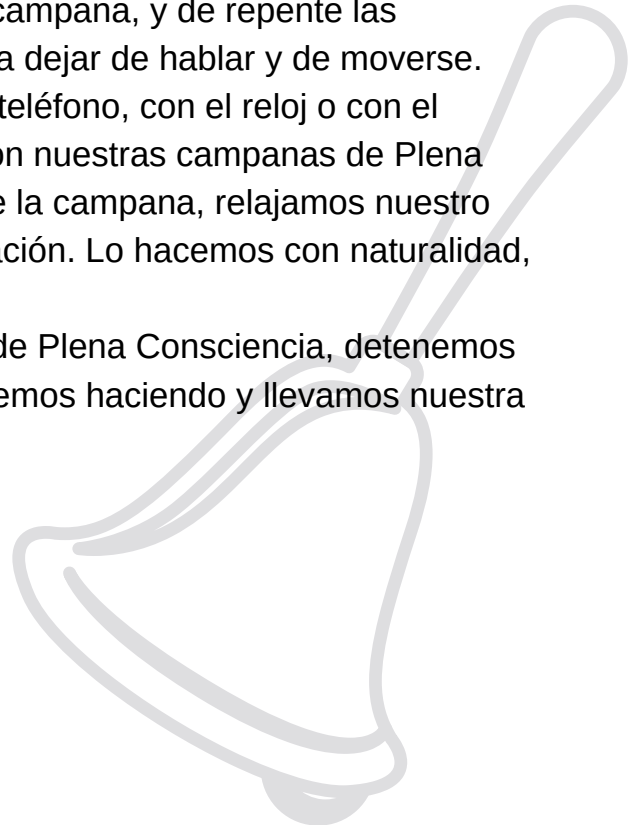 campana, y de repente las
a dejar de hablar y de moverse.
teléfono, con el reloj o con el
on nuestras campanas de Plena
e la campana, relajamos nuestro
ación. Lo hacemos con naturalidad,
de Plena Consciencia, detenemos
emos haciendo y llevamos nuestra